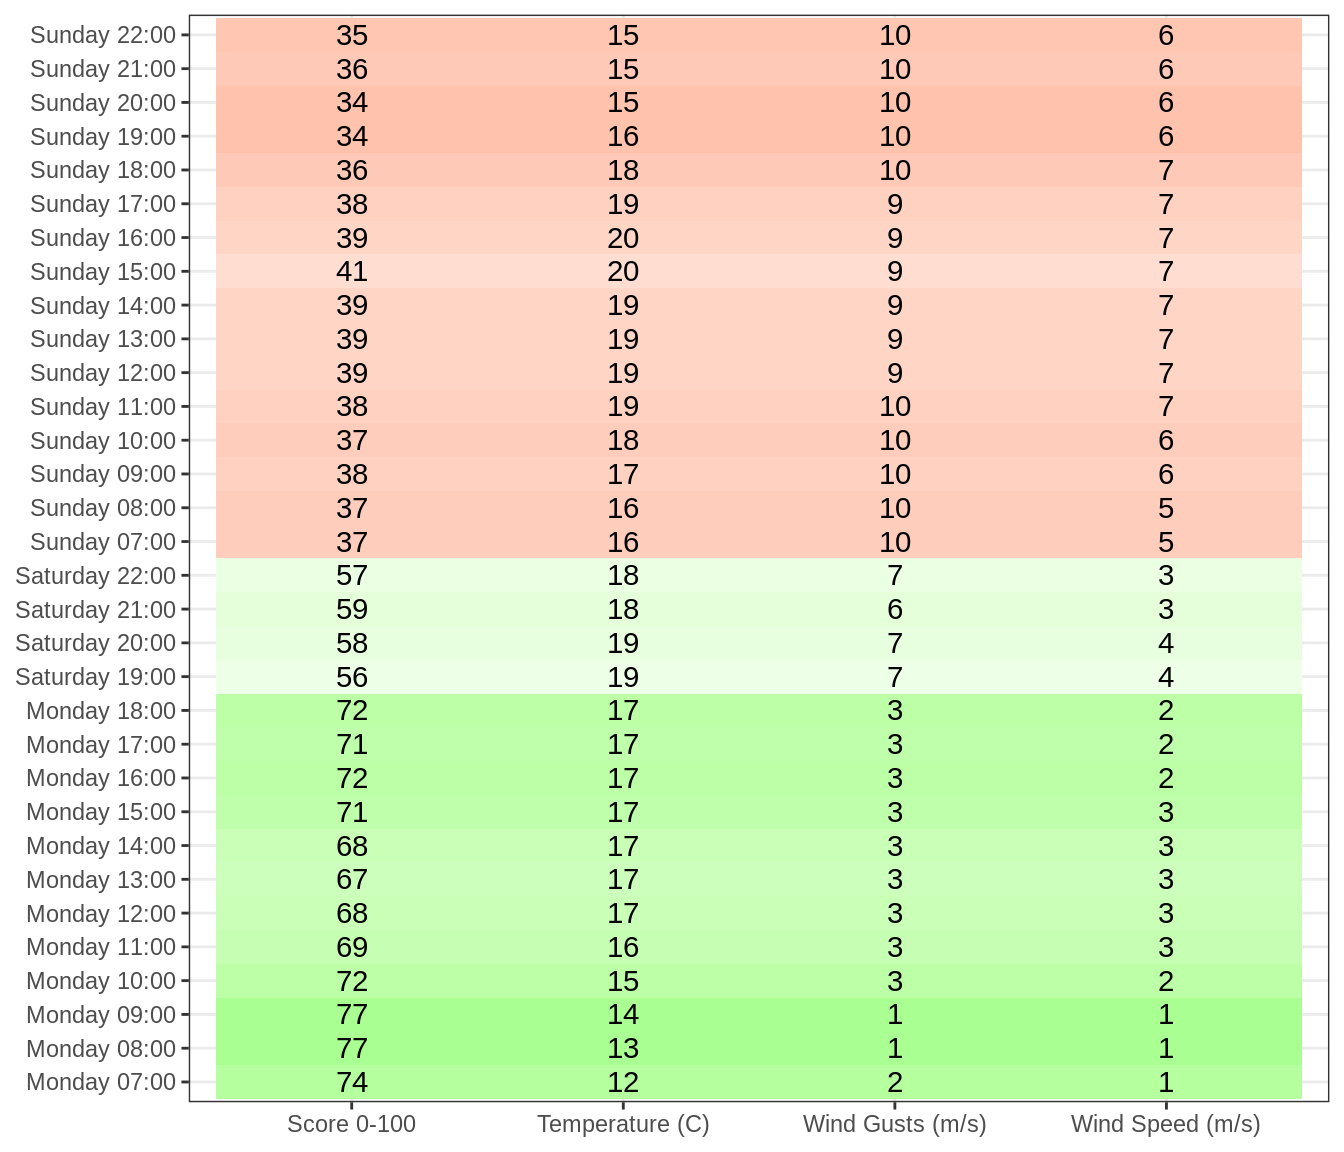 Sunday 22:00 35 15 10 6
Sunday 21:00 36 15 10 6
Sunday 20:00 34 15 10 6
Sunday 19:00 34 16 10 6
Sunday 18:00 36 18 10 7
Sunday 17:00 38 19 9 7
Sunday 16:00 39 20 9 7
Sunday 15:00 41 20 9 7
Sunday 14:00 39 19 9 7
Sunday 13:00 39 19 9 7
Sunday 12:00 39 19 9 7
Sunday 11:00 38 19 10 7
Sunday 10:00 37 18 10 6
Sunday 09:00 38 17 10 6
Sunday 08:00 37 16 10 5
Sunday 07:00 37 16 10 5
Saturday 22:00 57 18 7 3
Saturday 21:00 59 18 6 3
Saturday 20:00 58 19 7 4
Saturday 19:00 56 19 7 4
Monday 18:00 72 17 3 2
Monday 17:00 71 17 3 2
Monday 16:00 72 17 3 2
Monday 15:00 71 17 3 3
Monday 14:00 68 17 3 3
Monday 13:00 67 17 3 3
Monday 12:00 68 17 3 3
Monday 11:00 69 16 3 3
Monday 10:00 72 15 3 2
Monday 09:00 77 14 1 1
Monday 08:00 77 13 1 1
Monday 07:00 74 12 2 1
Score 0-100 Temperature (C) Wind Gusts (m/s) Wind Speed (m/s)